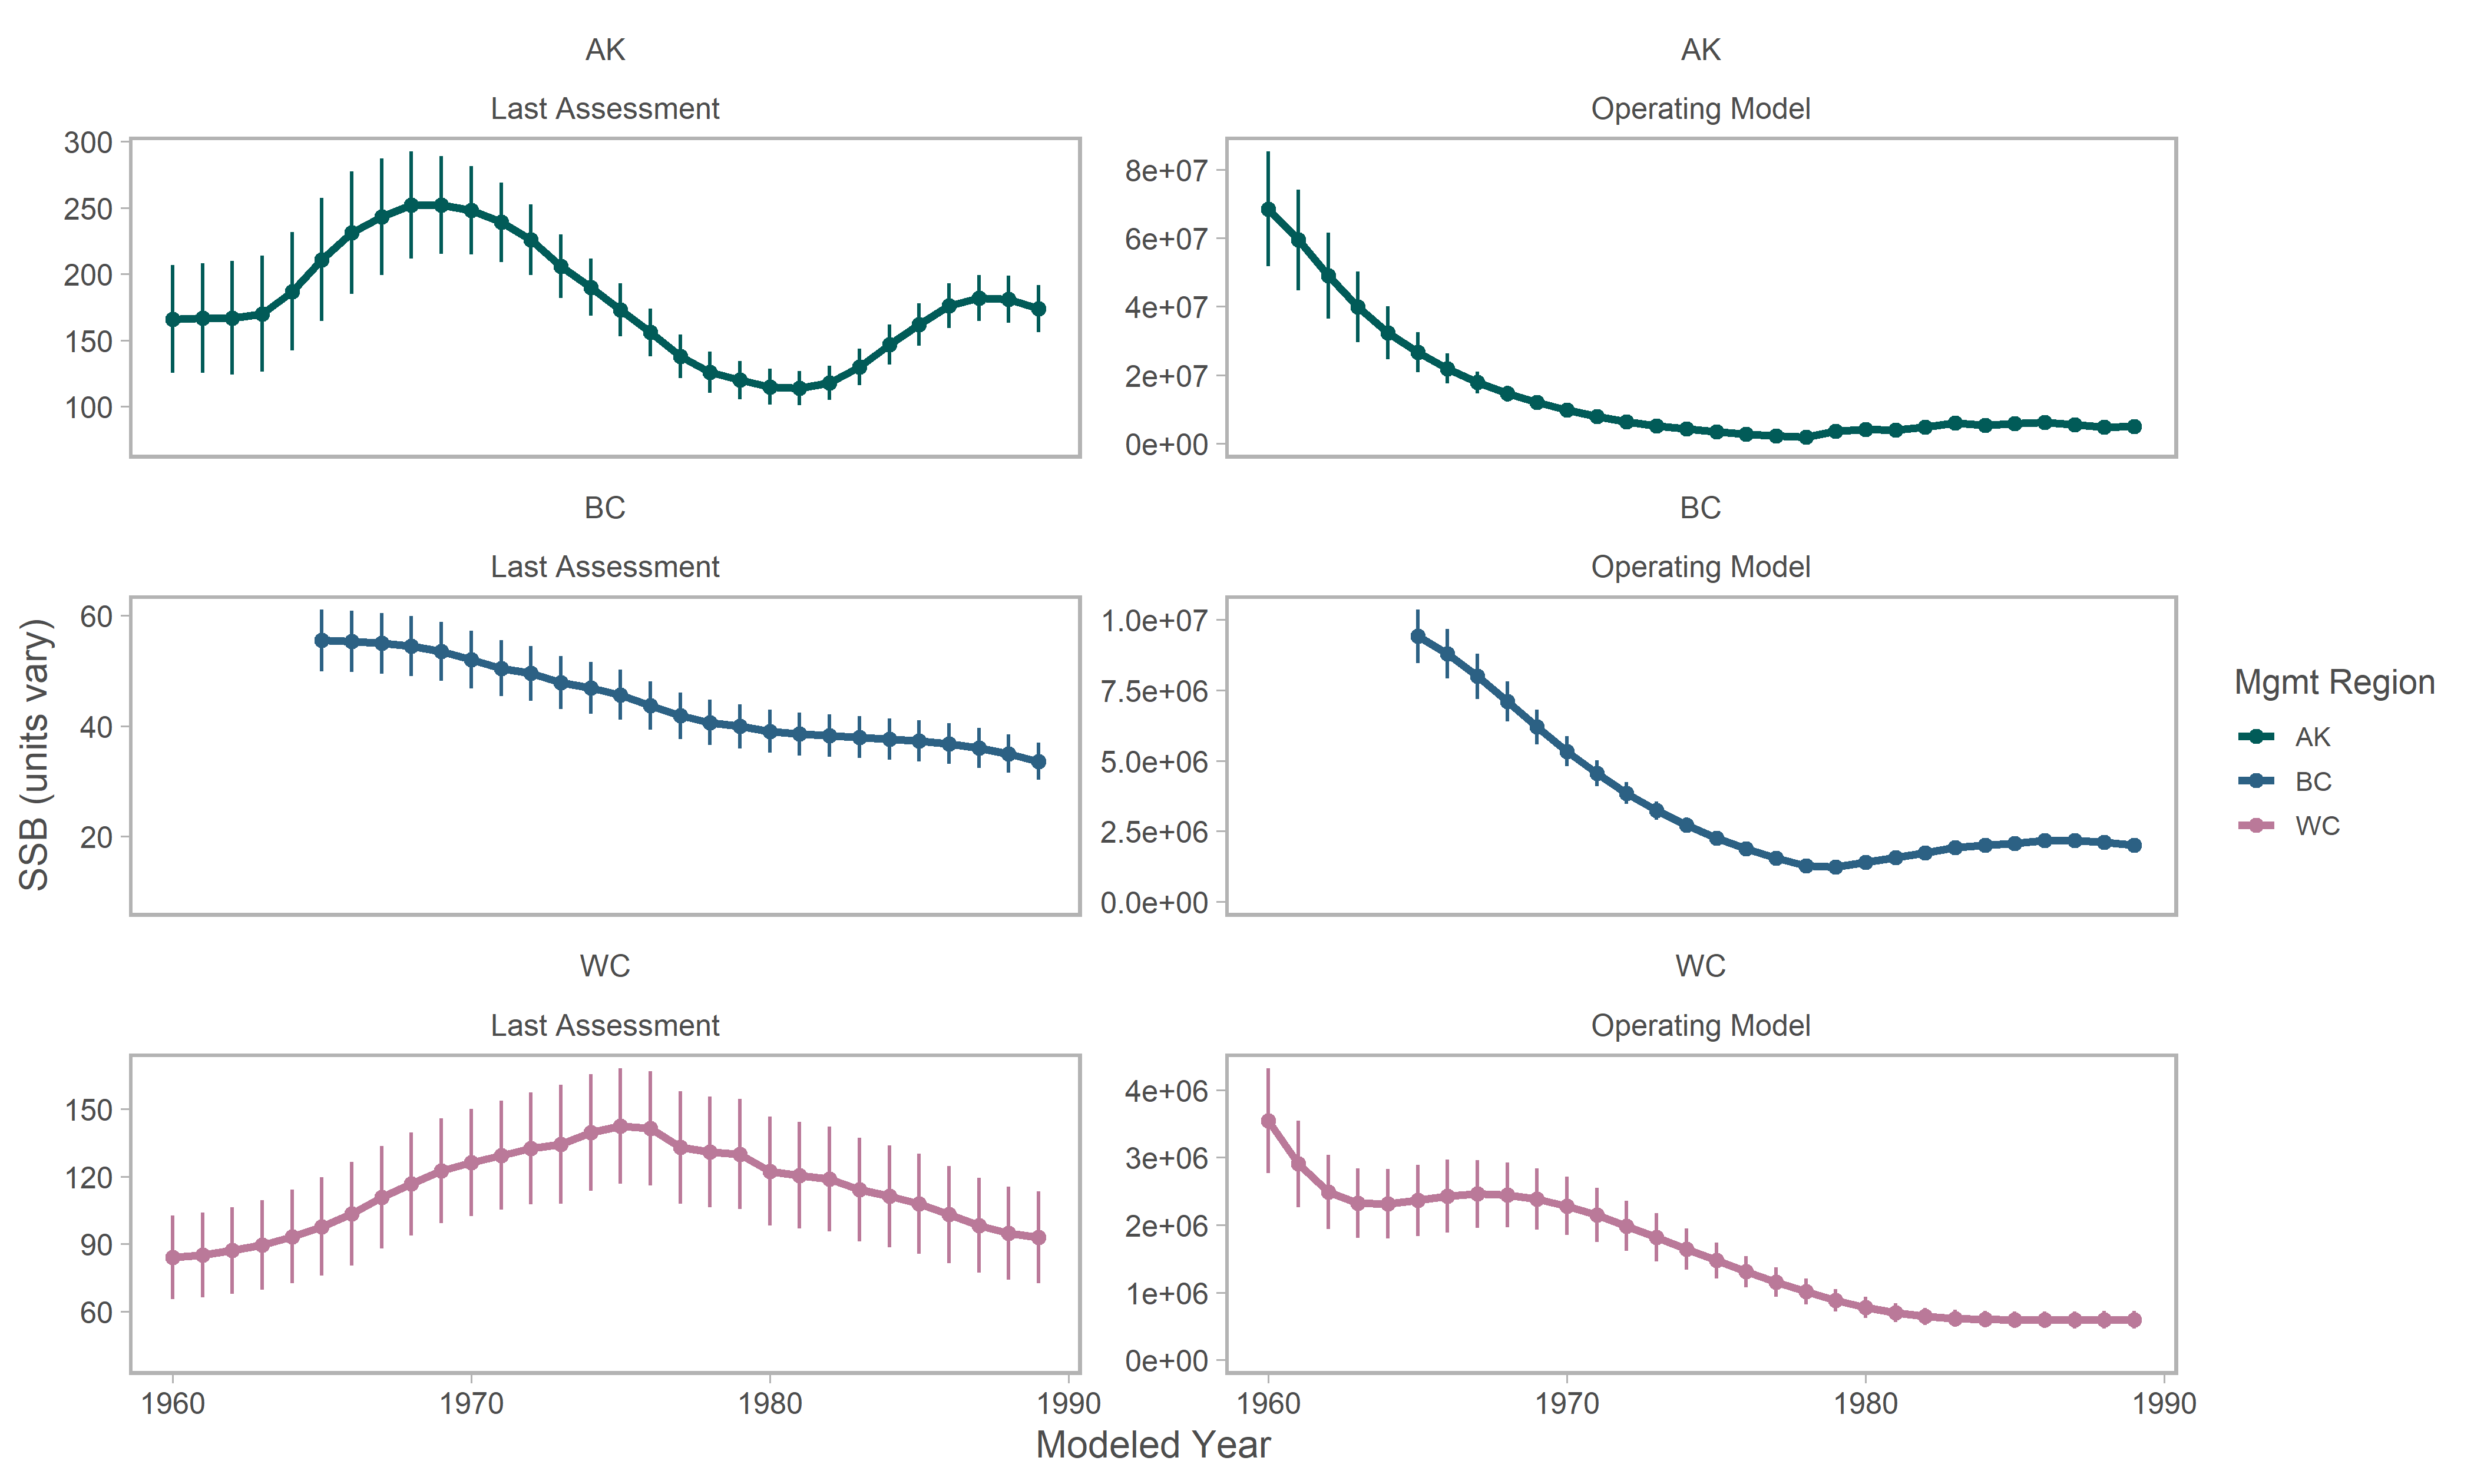 AK
Last Assessment
300
250
200
150
100
AK
Operating Model
8e+07
6e+07
4e+07
2e+07
0e+00
BC
Last Assessment
60
40
20
BC
Operating Model
1.0e+07
7.5e+06
5.0e+06
2.5e+06
0.0e+00
WC
Last Assessment
150
120
90
60
WC
Operating Model
4e+06
3e+06
2e+06
1e+06
0e+00
1960 1970 1980 1990
1960 1970 1980 1990
Modeled Year
SSB (units vary)
Mgmt Region
AK
BC
WC